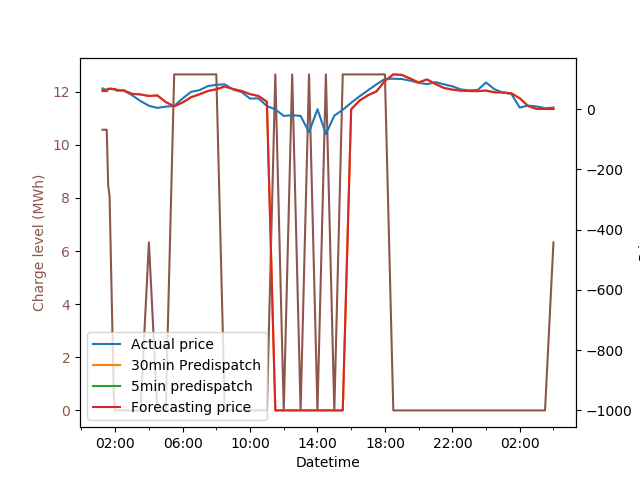 12
10
8
6
4
2
0
Charge level (MWh)
0
−200
−400
−600
−800
−1000
Actual price
30min Predispatch
5min predispatch
Forecasting price
02:00 06:00 10:00 14:00 18:00 22:00 02:00
Datetime